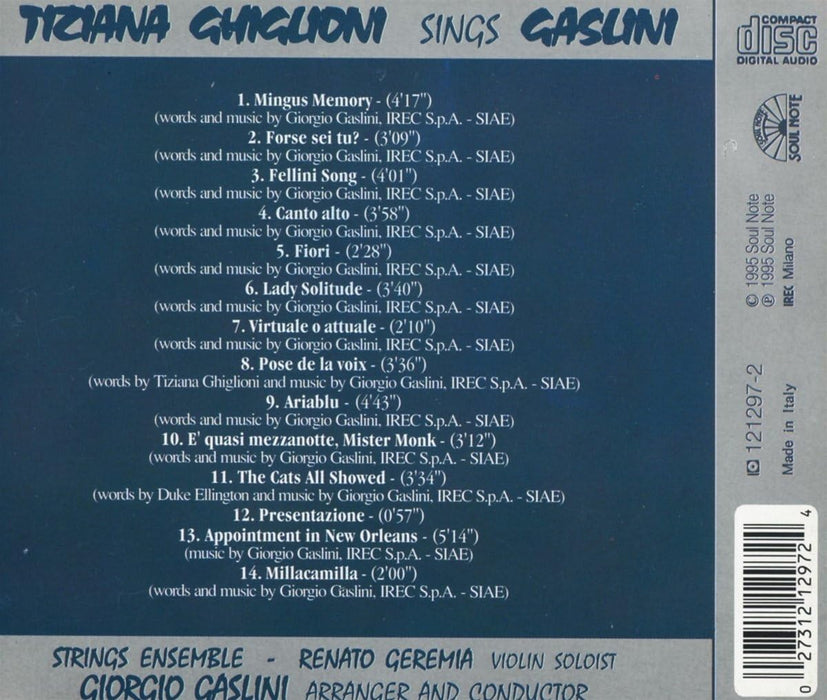 TIZIANA GHIGLIONI SINGS GASLINI
1. Mingus Memory - (4'17")
(words and music by Giorgio Gaslini, IREC S.p.A. - SIAE)
2. Forse sei tu? - (3'09")
(words and music by Giorgio Gaslini, IREC S.p.A. - SIAE)
3. Fellini Song - (4'01")
(words and music by Giorgio Gaslini, IREC S.p.A. - SIAE)
4. Canto alto - (3'58")
(words and music by Giorgio Gaslini, IREC S.p.A. - SIAE)
5. Fiori - (2'28")
(words and music by Giorgio Gaslini, IREC S.p.A. - SIAE)
6. Lady Solitude - (3'40")
(words and music by Giorgio Gaslini, IREC S.p.A. - SIAE)
7. Virtuale o attuale - (2'10")
(words and music by Giorgio Gaslini, IREC S.p.A. - SIAE)
8. Pose de la voix - (3'36")
(words by Tiziana Ghiglioni and music by Giorgio Gaslini, IREC S.p.A. - SIAE)
9. Ariablu - (4'43")
(words and music by Giorgio Gaslini, IREC S.p.A. - SIAE)
10. E' quasi mezzanotte, Mister Monk - (3'12")
(words and music by Giorgio Gaslini, IREC S.p.A. - SIAE)
11. The Cats All Showed - (3'34")
(words by Duke Ellington and music by Giorgio Gaslini, IREC S.p.A. - SIAE)
12. Presentazione - (0'57")
13. Appointment in New Orleans - (5'14")
(music by Giorgio Gaslini, IREC S.p.A. - SIAE)
14. Millacamilla - (2'00")
(words and music by Giorgio Gaslini, IREC S.p.A. - SIAE)
STRINGS ENSEMBLE - RENATO GEREMIA VIOLIN SOLOIST
GIORGIO GASLINI ARRANGER AND CONDUCTOR
COMPACT
disc
DIGITAL AUDIO
SOUL NOTE
SOUL NOTE
© 1995 Soul Note
℗ 1995 Soul Note
IREC Milano
121297-2
Made in Italy
0 27312 12972 4